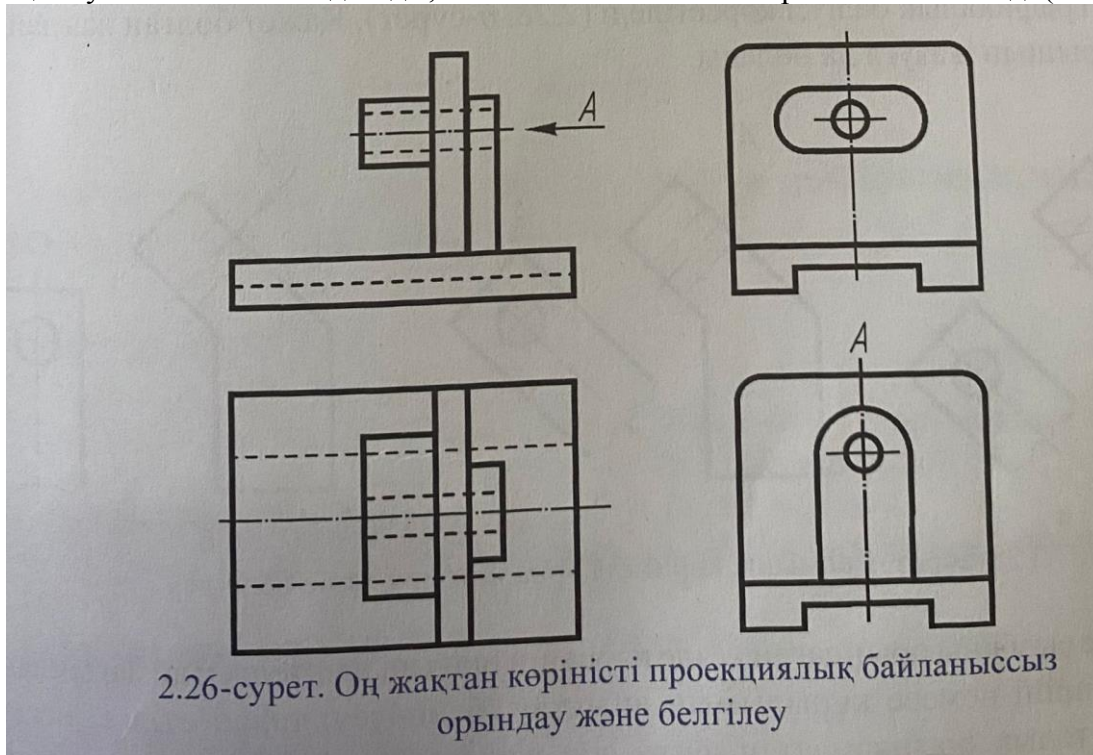 A
A
2.26-сурет. Оң жақтан көріністі проекциялық байланыссыз
орындау және белгілеу